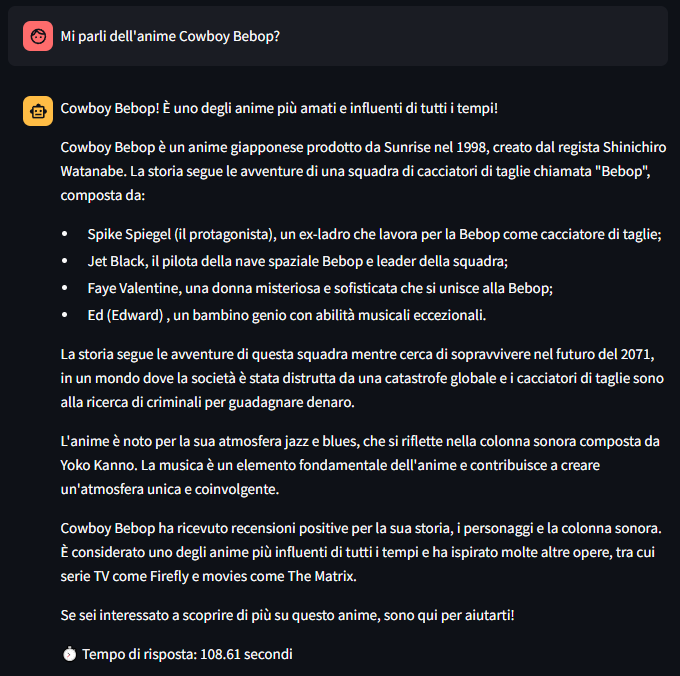 Mi parli dell'anime Cowboy Bebop?
Cowboy Bebop! È uno degli anime più amati e influenti di tutti i tempi!
Cowboy Bebop è un anime giapponese prodotto da Sunrise nel 1998, creato dal regista Shinichiro
Watanabe. La storia segue le avventure di una squadra di cacciatori di taglie chiamata "Bebop",
composta da:
• Spike Spiegel (il protagonista), un ex-ladro che lavora per la Bebop come cacciatore di taglie;
• Jet Black, il pilota della nave spaziale Bebop e leader della squadra;
• Faye Valentine, una donna misteriosa e sofisticata che si unisce alla Bebop;
• Ed (Edward) , un bambino genio con abilità musicali eccezionali.
La storia segue le avventure di questa squadra mentre cerca di sopravvivere nel futuro del 2071,
in un mondo dove la società è stata distrutta da una catastrofe globale e i cacciatori di taglie sono
alla ricerca di criminali per guadagnare denaro.
L'anime è noto per la sua atmosfera jazz e blues, che si riflette nella colonna sonora composta da
Yoko Kanno. La musica è un elemento fondamentale dell'anime e contribuisce a creare
un'atmosfera unica e coinvolgente.
Cowboy Bebop ha ricevuto recensioni positive per la sua storia, i personaggi e la colonna sonora.
È considerato uno degli anime più influenti di tutti i tempi e ha ispirato molte altre opere, tra cui
serie TV come Firefly e movies come The Matrix.
Se sei interessato a scoprire di più su questo anime, sono qui per aiutarti!
⏱ Tempo di risposta: 108.61 secondi